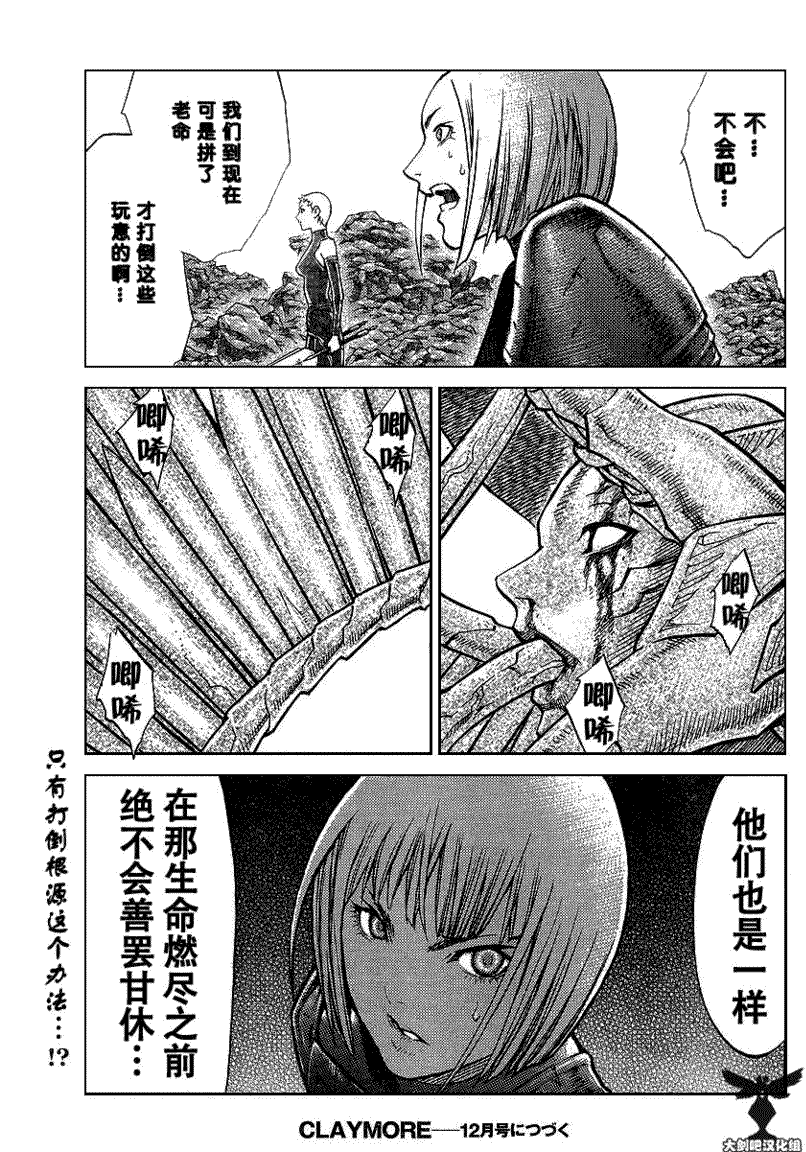 不…
不会吧…
我们到现在
可是拼了
老命
才打倒这些
玩意的啊…
唧唏
唧唏
唧唏
唧唏
唧唏
他们也是一样
在那生命燃尽之前
绝不会善罢甘休…
只有打倒根源这个办法…!?
CLAYMORE──12月号につづく
大剑吧汉化组